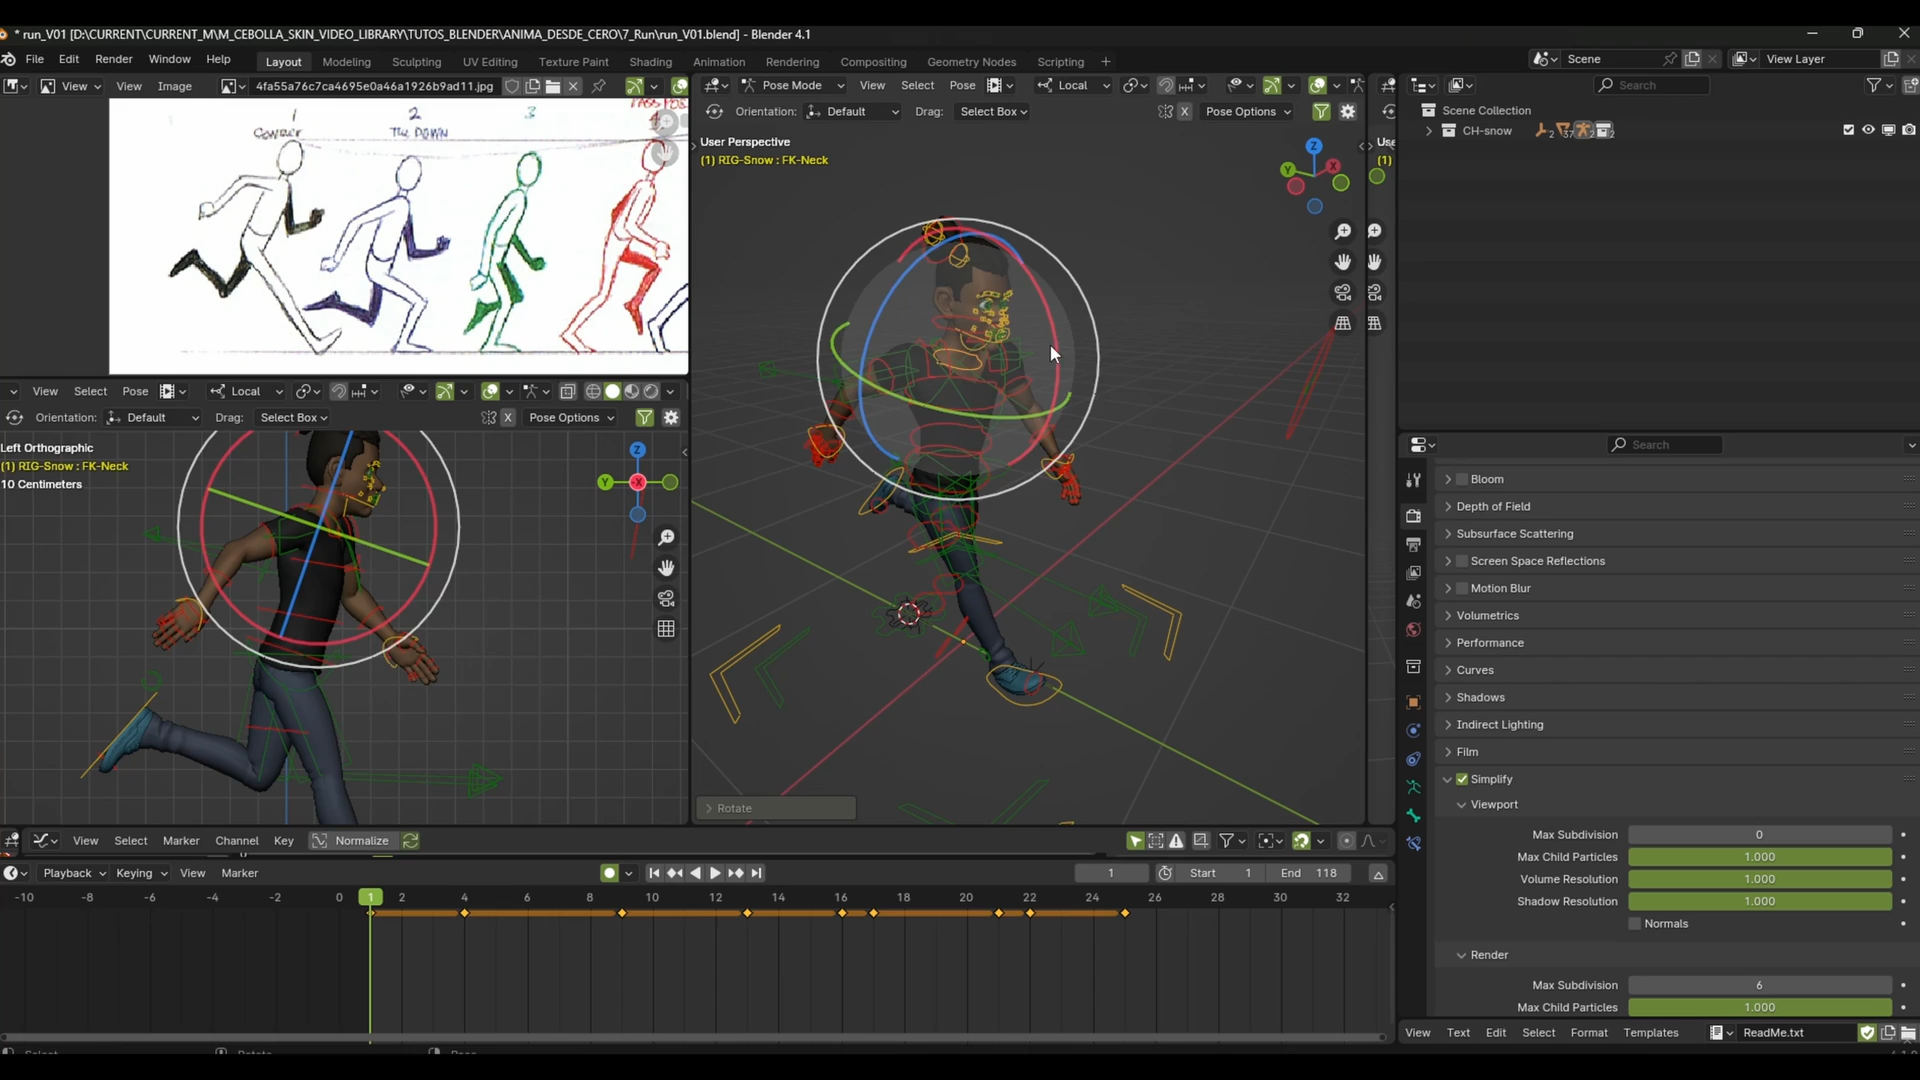 * run_V01 [D:\CURRENT\CURRENT_M\M_CEBOLLA_SKIN_VIDEO_LIBRARY\TUTOS_BLENDER\ANIMA_DESDE_CERO\7_Run\run_V01.blend] - Blender 4.1
File Edit Render Window Help Layout Modeling Sculpting UV Editing Texture Paint Shading Animation Rendering Compositing Geometry Nodes Scripting + Scene View Layer
View View Image 4fa55a76c7ca4695e0a46a1926b9ad11.jpg
Pose Mode View Select Pose Local
Orientation: Default Drag: Select Box X Pose Options
Search
Scene Collection
CH-snow 2 37 2 2
1 2 3 4
THE DOWN
User Perspective
(1) RIG-Snow : FK-Neck
Use
(1)
Z Y X
View Select Pose Local
Orientation: Default Drag: Select Box X Pose Options
Left Orthographic
(1) RIG-Snow : FK-Neck
10 Centimeters
Z Y -X
Rotate
Search
Bloom
Depth of Field
Subsurface Scattering
Screen Space Reflections
Motion Blur
Volumetrics
Performance
Curves
Shadows
Indirect Lighting
Film
Simplify
Viewport
Max Subdivision 0
Max Child Particles 1.000
Volume Resolution 1.000
Shadow Resolution 1.000
Normals
Render
Max Subdivision 6
Max Child Particles 1.000
View Select Marker Channel Key Normalize
Playback Keying View Marker 1 Start 1 End 118
-10 -8 -6 -4 -2 0 1 2 4 6 8 10 12 14 16 18 20 22 24 26 28 30 32
View Text Edit Select Format Templates ReadMe.txt